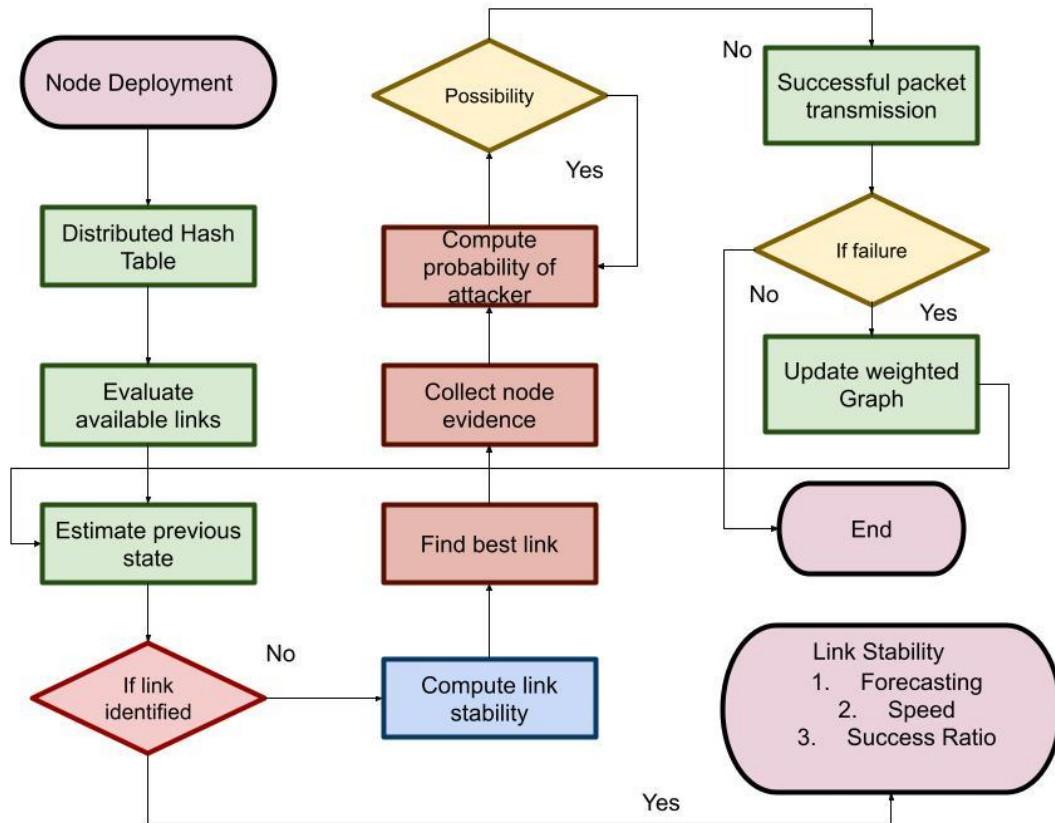 Node Deployment
Distributed Hash
Table
Evaluate
available links
Estimate previous
state
If link
identified
No
Yes
Compute link
stability
Find best link
Collect node
evidence
Compute
probability of
attacker
Possibility
Yes
No
Successful packet
transmission
If failure
No
Yes
Update weighted
Graph
End
Link Stability
1. Forecasting
2. Speed
3. Success Ratio